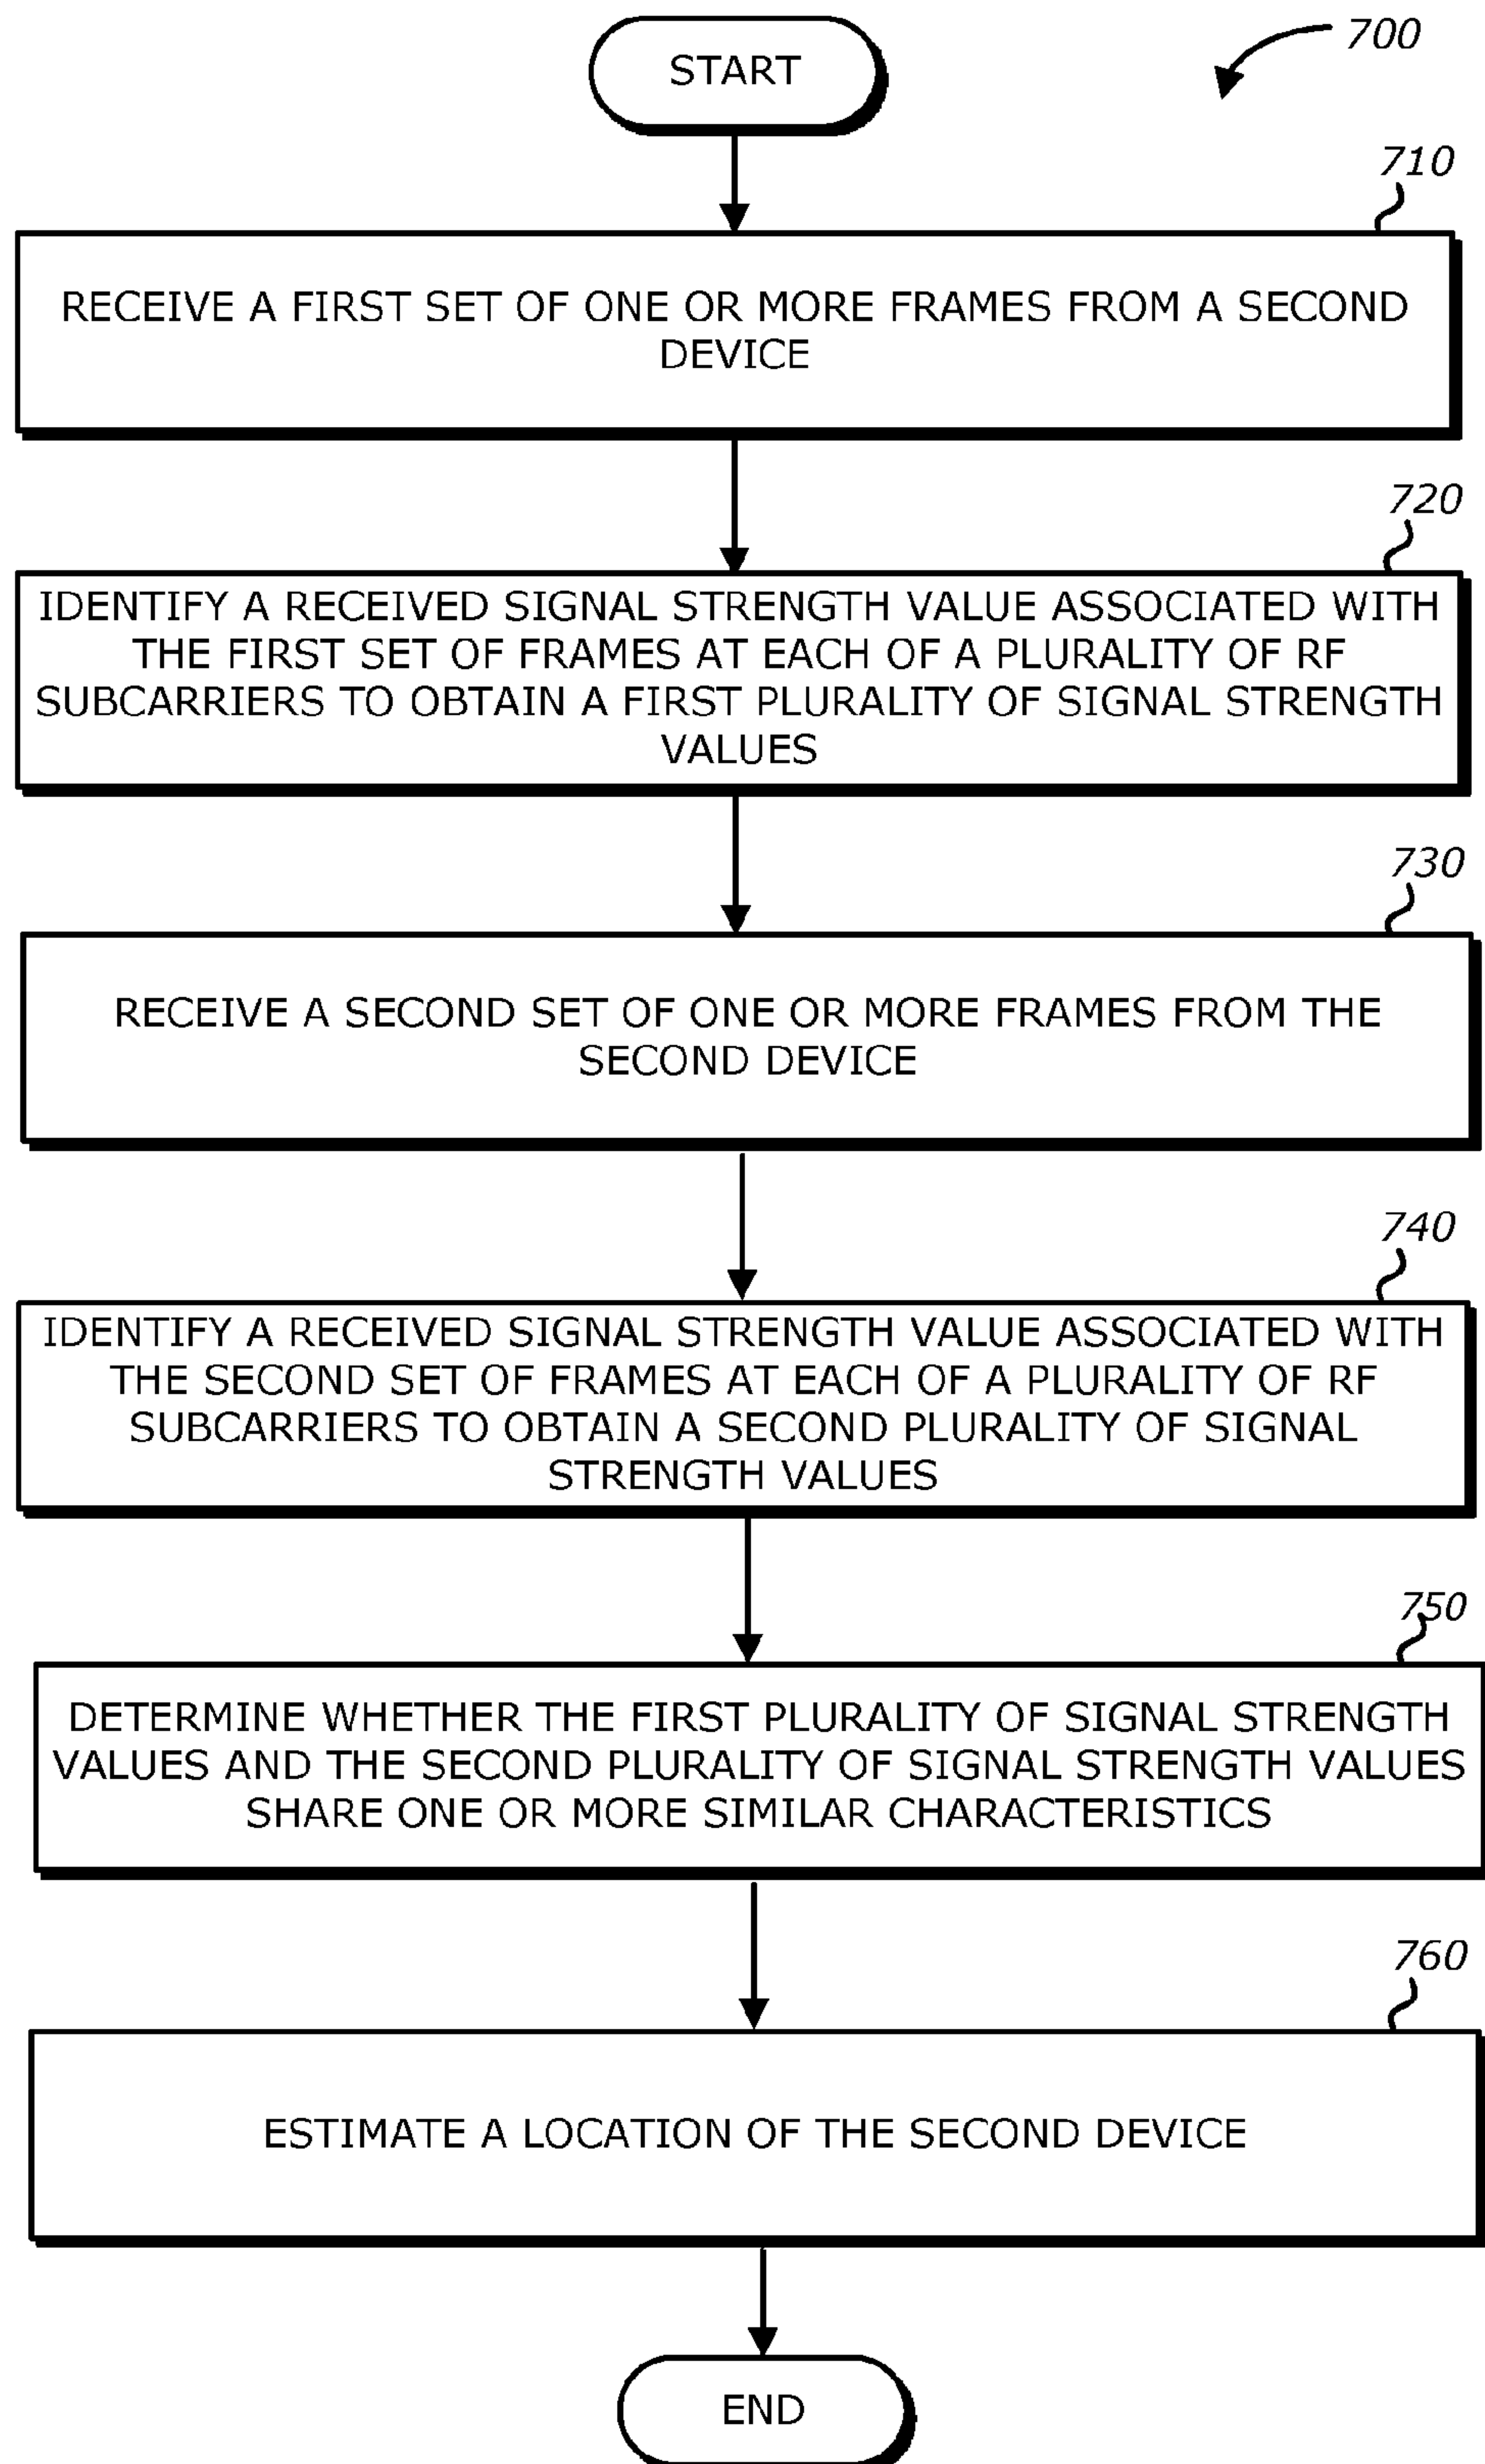 START
700
710
RECEIVE A FIRST SET OF ONE OR MORE FRAMES FROM A SECOND
DEVICE
720
IDENTIFY A RECEIVED SIGNAL STRENGTH VALUE ASSOCIATED WITH
THE FIRST SET OF FRAMES AT EACH OF A PLURALITY OF RF
SUBCARRIERS TO OBTAIN A FIRST PLURALITY OF SIGNAL STRENGTH
VALUES
730
RECEIVE A SECOND SET OF ONE OR MORE FRAMES FROM THE
SECOND DEVICE
740
IDENTIFY A RECEIVED SIGNAL STRENGTH VALUE ASSOCIATED WITH
THE SECOND SET OF FRAMES AT EACH OF A PLURALITY OF RF
SUBCARRIERS TO OBTAIN A SECOND PLURALITY OF SIGNAL
STRENGTH VALUES
750
DETERMINE WHETHER THE FIRST PLURALITY OF SIGNAL STRENGTH
VALUES AND THE SECOND PLURALITY OF SIGNAL STRENGTH VALUES
SHARE ONE OR MORE SIMILAR CHARACTERISTICS
760
ESTIMATE A LOCATION OF THE SECOND DEVICE
END